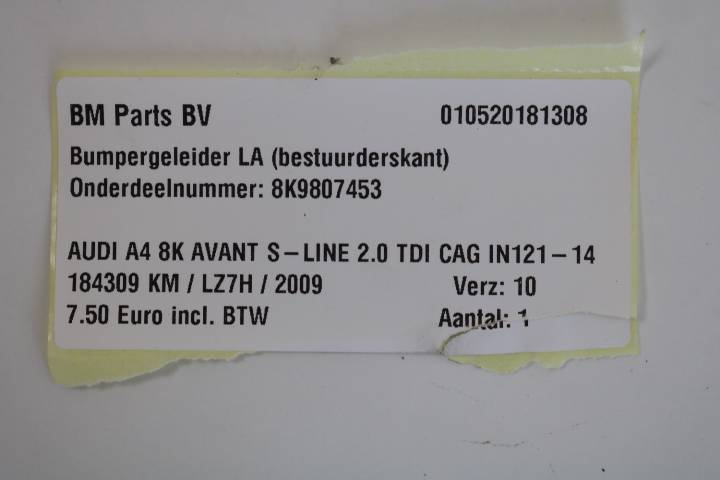 BM Parts BV 010520181308
Bumpergeleider LA (bestuurderskant)
Onderdeelnummer: 8K9807453
AUDI A4 8K AVANT S-LINE 2.0 TDI CAG IN121-14
184309 KM / LZ7H / 2009 Verz: 10
7.50 Euro incl. BTW Aantal: 1